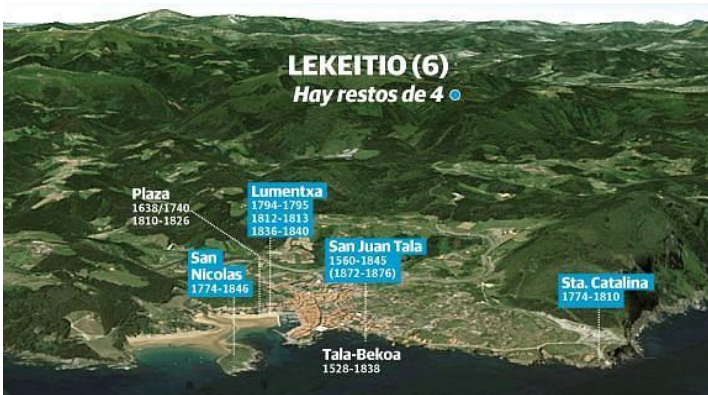 LEKEITIO (6)
Hay restos de 4
Plaza
1638/1740
1810-1826
Lumentxa
1794-1795
1812-1813
1836-1840
San
Nicolas
1774-1846
San Juan Tala
1560-1845
(1872-1876)
Sta. Catalina
1774-1810
Tala-Bekoa
1528-1838